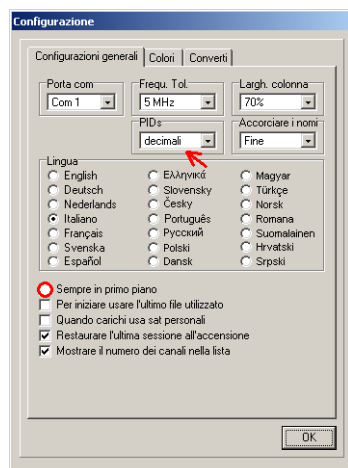 Configurazione
Configurazioni generali Colori Converti
Porta com Frequ. Tol. Largh. colonna
Com 1 5 MHz 70%
PIDs Accorciare i nomi
decimali Fine
Lingua
English Ελληνικά Magyar
Deutsch Slovensky Türkçe
Nederlands Česky Norsk
Italiano Português Romana
Français Русский Suomalainen
Svenska Polski Hrvatski
Español Dansk Srpski
Sempre in primo piano
Per iniziare usare l'ultimo file utilizzato
Quando carichi usa sat personali
Restaurare l'ultima sessione all'accensione
Mostrare il numero dei canali nella lista
OK